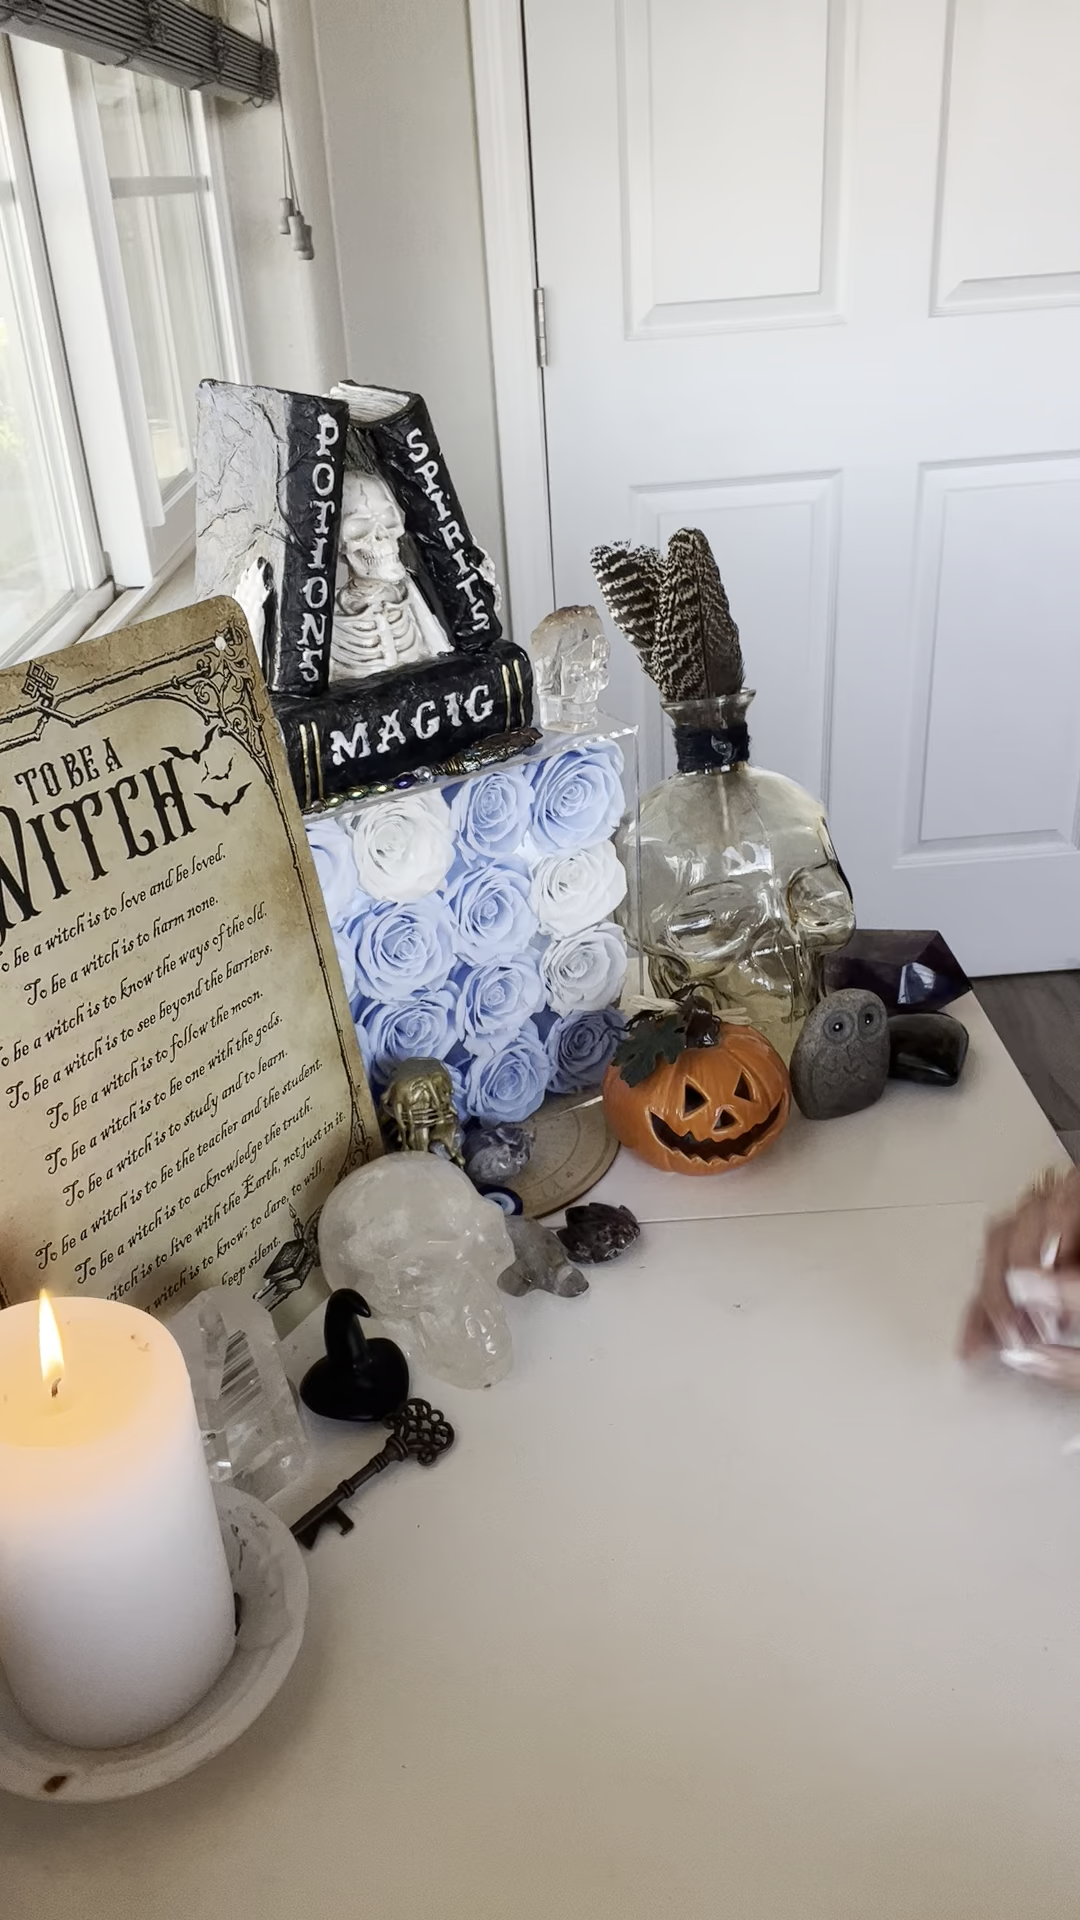 POTIONS
SPIRITS
MAGIC
TO BE A
WITCH
o be a witch is to love and be loved.
To be a witch is to harm none.
o be a witch is to know the ways of the old.
To be a witch is to see beyond the barriers.
To be a witch is to follow the moon.
To be a witch is to be one with the gods.
To be a witch is to study and to learn.
To be a witch is to be the teacher and the student.
To be a witch is to acknowledge the truth.
To be a witch is to live with the Earth, not just in it.
witch is to know; to dare, to will,
keep silent.